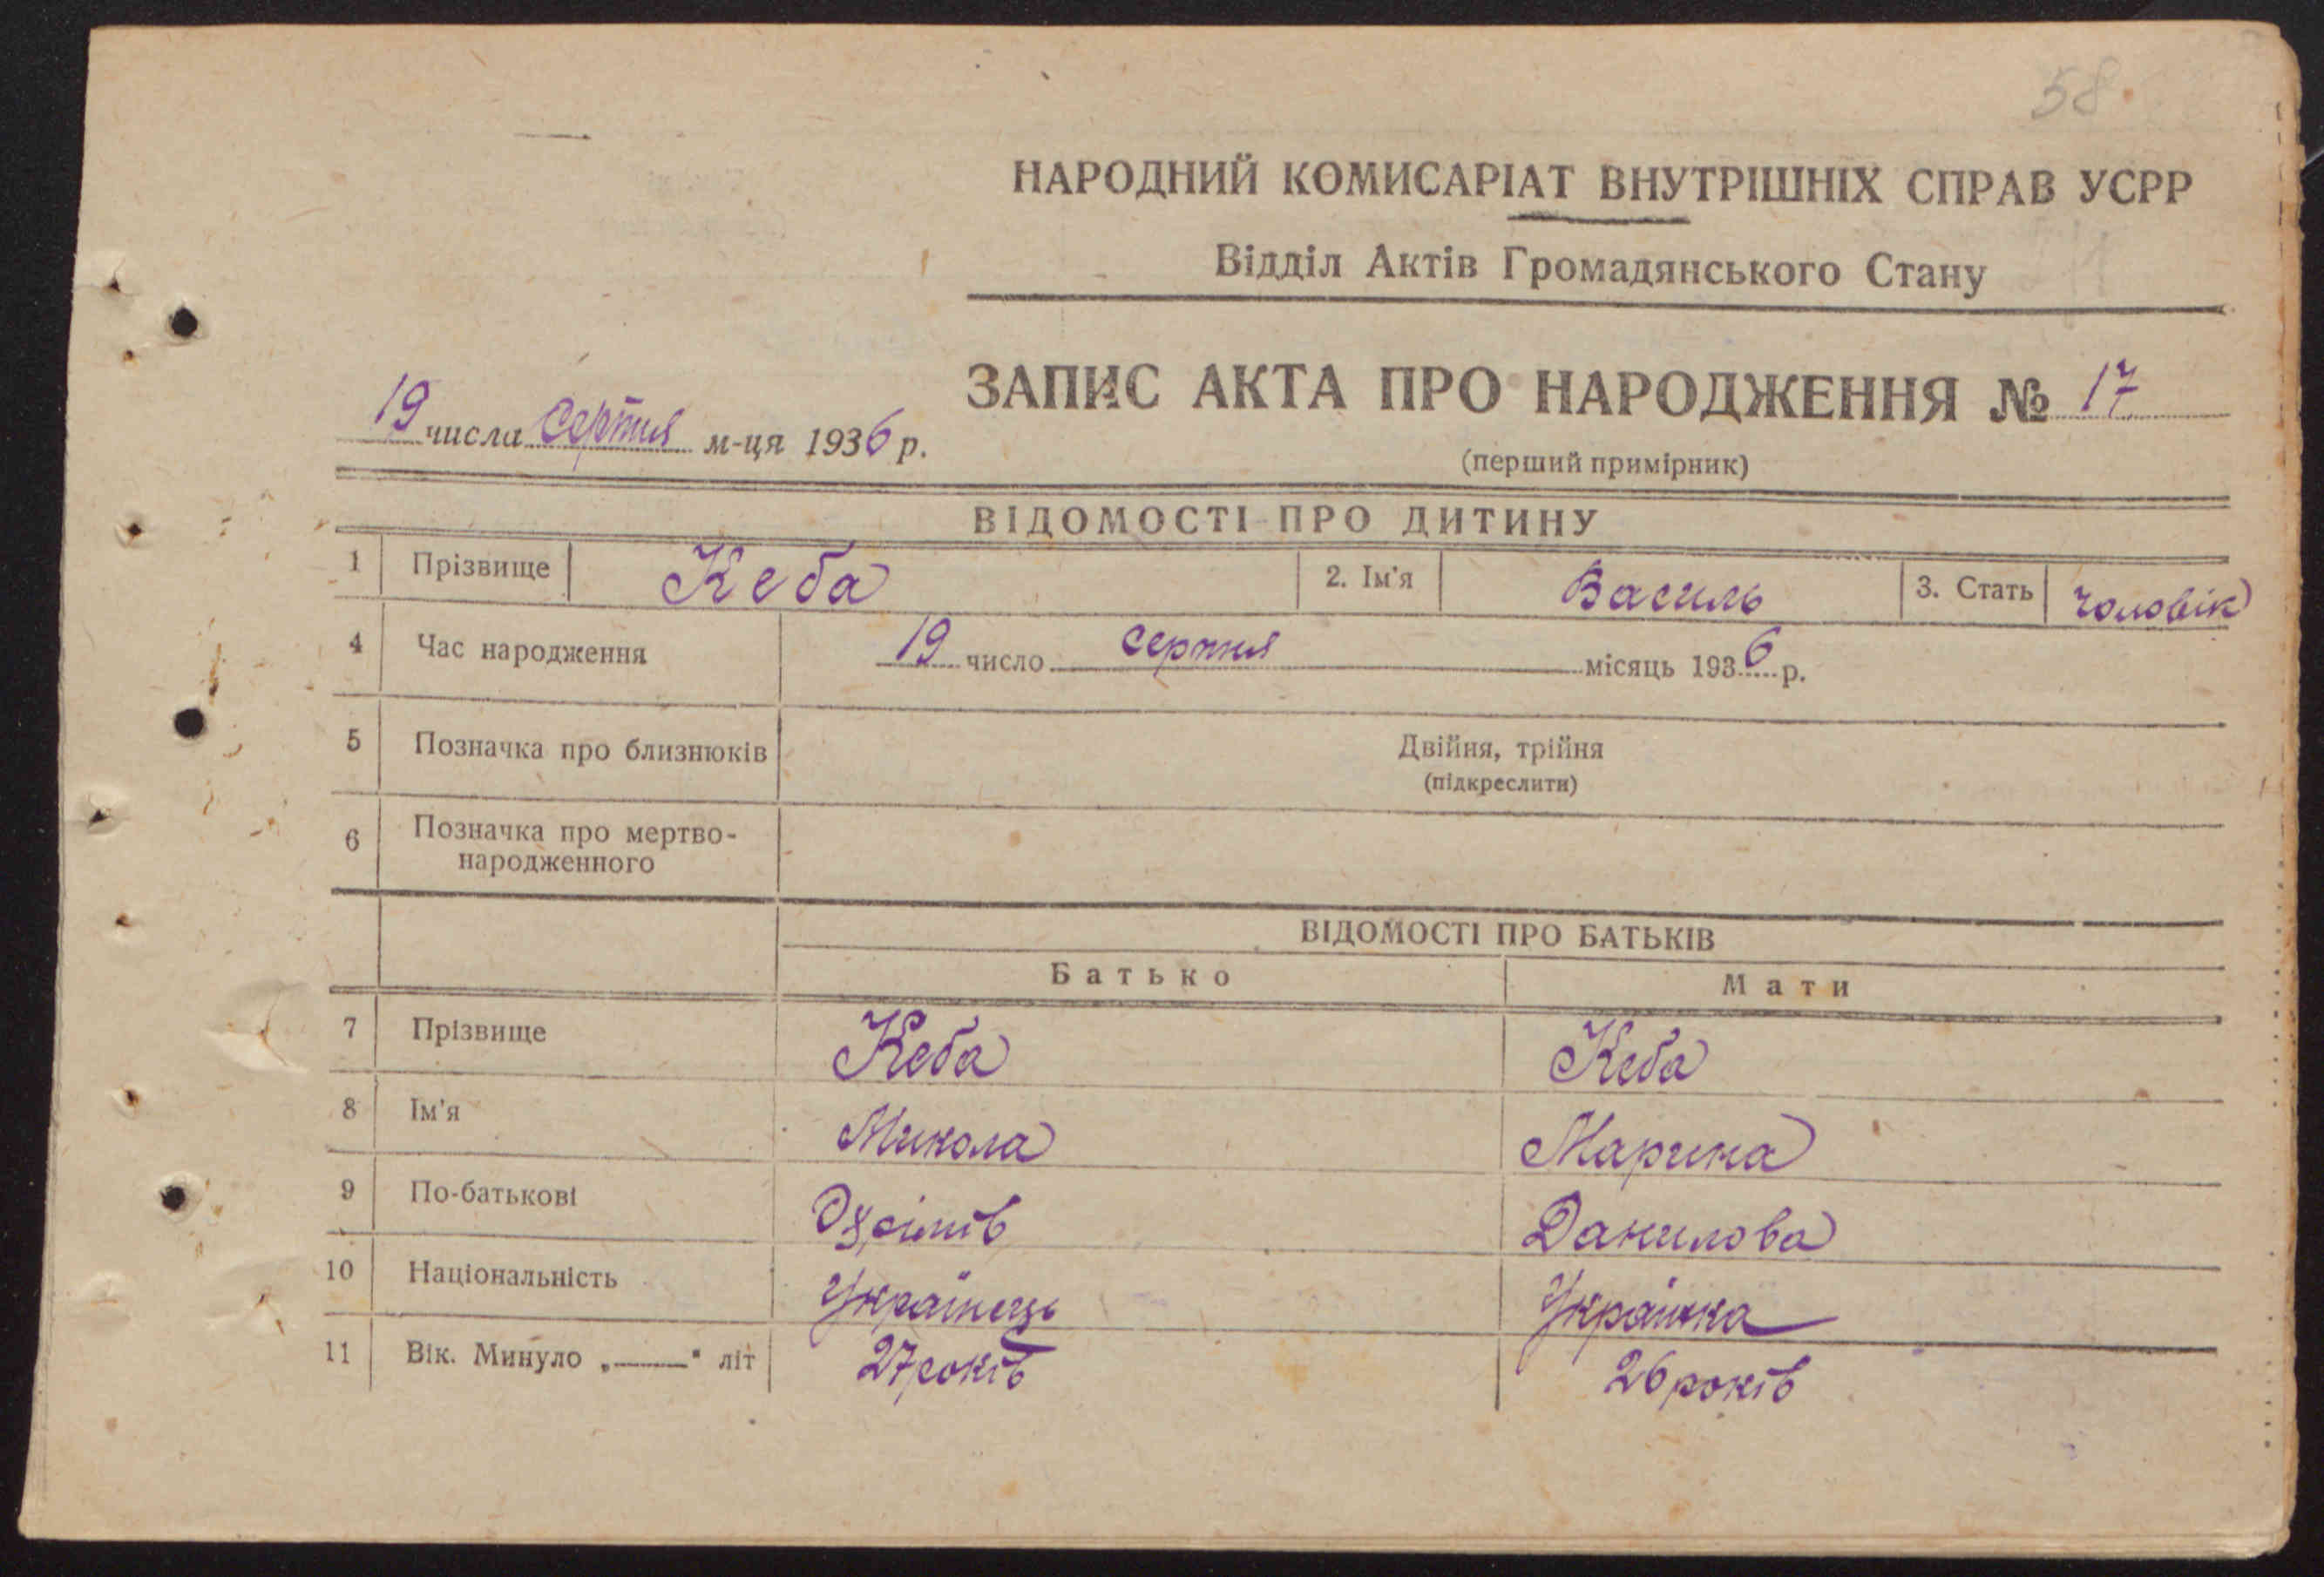 58
НАРОДНИЙ КОМИСАРІАТ ВНУТРІШНІХ СПРАВ УСРР
Відділ Актів Громадянського Стану
ЗАПИС АКТА ПРО НАРОДЖЕННЯ № 17
19 числа серпня м-ця 1936 р.
(перший примірник)
ВІДОМОСТІ ПРО ДИТИНУ
1 Прізвище Кеба 2. Ім'я Василь 3. Стать чоловік
4 Час народження 19 число серпня місяць 1936 р.
5 Позначка про близнюків Двійня, трійня
(підкреслити)
6 Позначка про мертво-
народженного
ВІДОМОСТІ ПРО БАТЬКІВ
Батько Мати
7 Прізвище Кеба Кеба
8 Ім'я Микола Марина
9 По-батькові Данилова
10 Національність Українець Українка
11 Вік. Минуло „——" літ 27 років 26 років